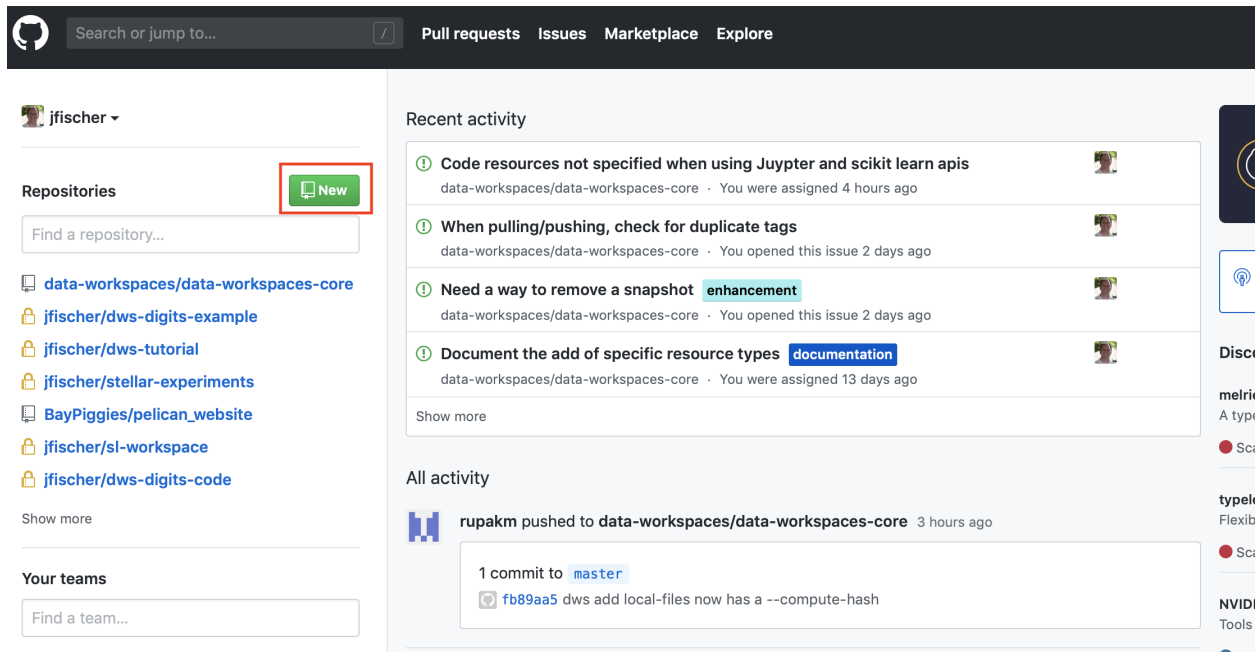 Search or jump to... /
Pull requests Issues Marketplace Explore
jfischer
Repositories
New
Find a repository...
data-workspaces/data-workspaces-core
jfischer/dws-digits-example
jfischer/dws-tutorial
jfischer/stellar-experiments
BayPiggies/pelican_website
jfischer/sl-workspace
jfischer/dws-digits-code
Show more
Your teams
Find a team...
Recent activity
Code resources not specified when using Juypter and scikit learn apis
data-workspaces/data-workspaces-core · You were assigned 4 hours ago
When pulling/pushing, check for duplicate tags
data-workspaces/data-workspaces-core · You opened this issue 2 days ago
Need a way to remove a snapshot enhancement
data-workspaces/data-workspaces-core · You opened this issue 2 days ago
Document the add of specific resource types documentation
data-workspaces/data-workspaces-core · You were assigned 13 days ago
Show more
All activity
rupakm pushed to data-workspaces/data-workspaces-core 3 hours ago
1 commit to master
fb89aa5 dws add local-files now has a --compute-hash
A
Tools